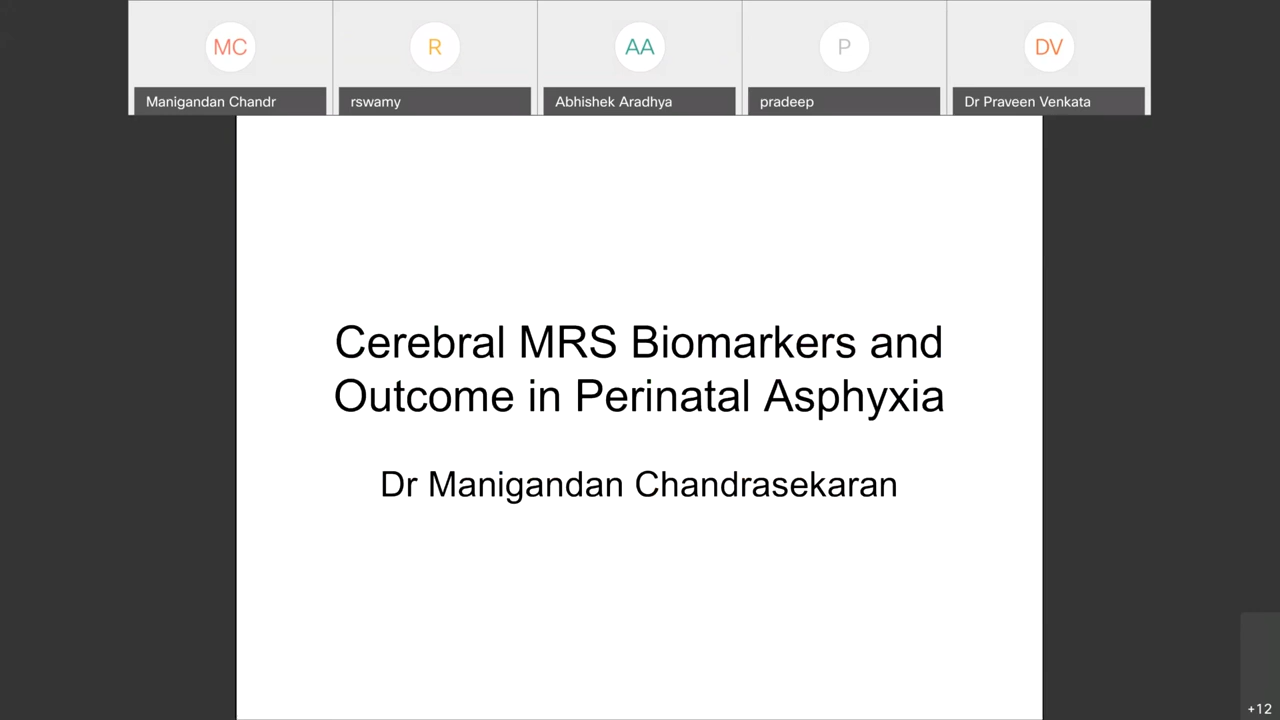 MC
R
AA
P
DV
Manigandan Chandr
rswamy
Abhishek Aradhya
pradeep
Dr Praveen Venkata
Cerebral MRS Biomarkers and
Outcome in Perinatal Asphyxia
Dr Manigandan Chandrasekaran
+12